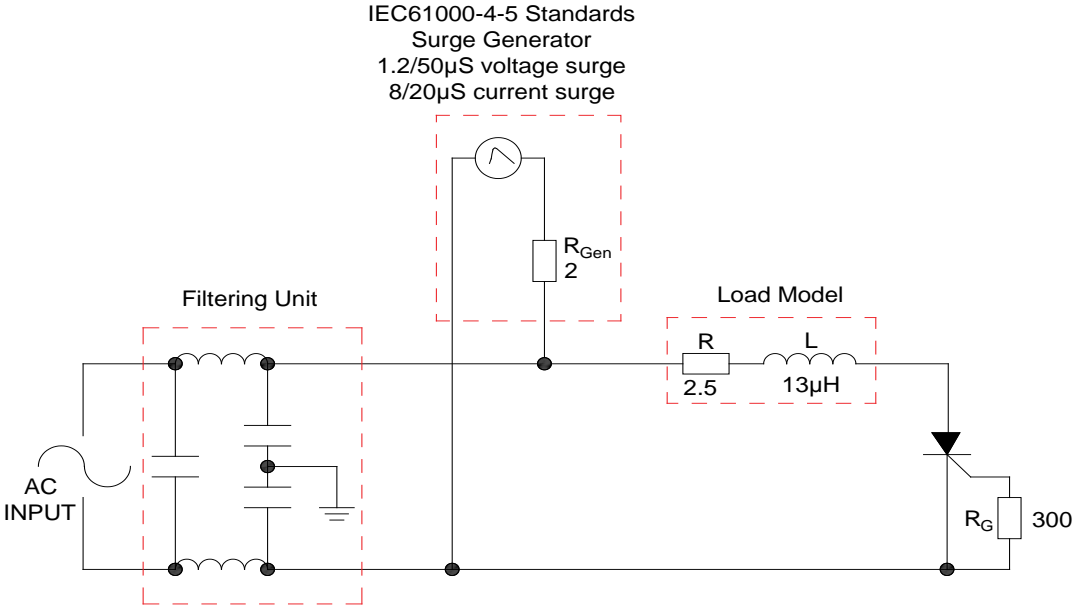 IEC61000-4-5 Standards
Surge Generator
1.2/50µS voltage surge
8/20µS current surge
RGen
2
Filtering Unit
Load Model
R
L
2.5
13µH
AC
INPUT
RG
300